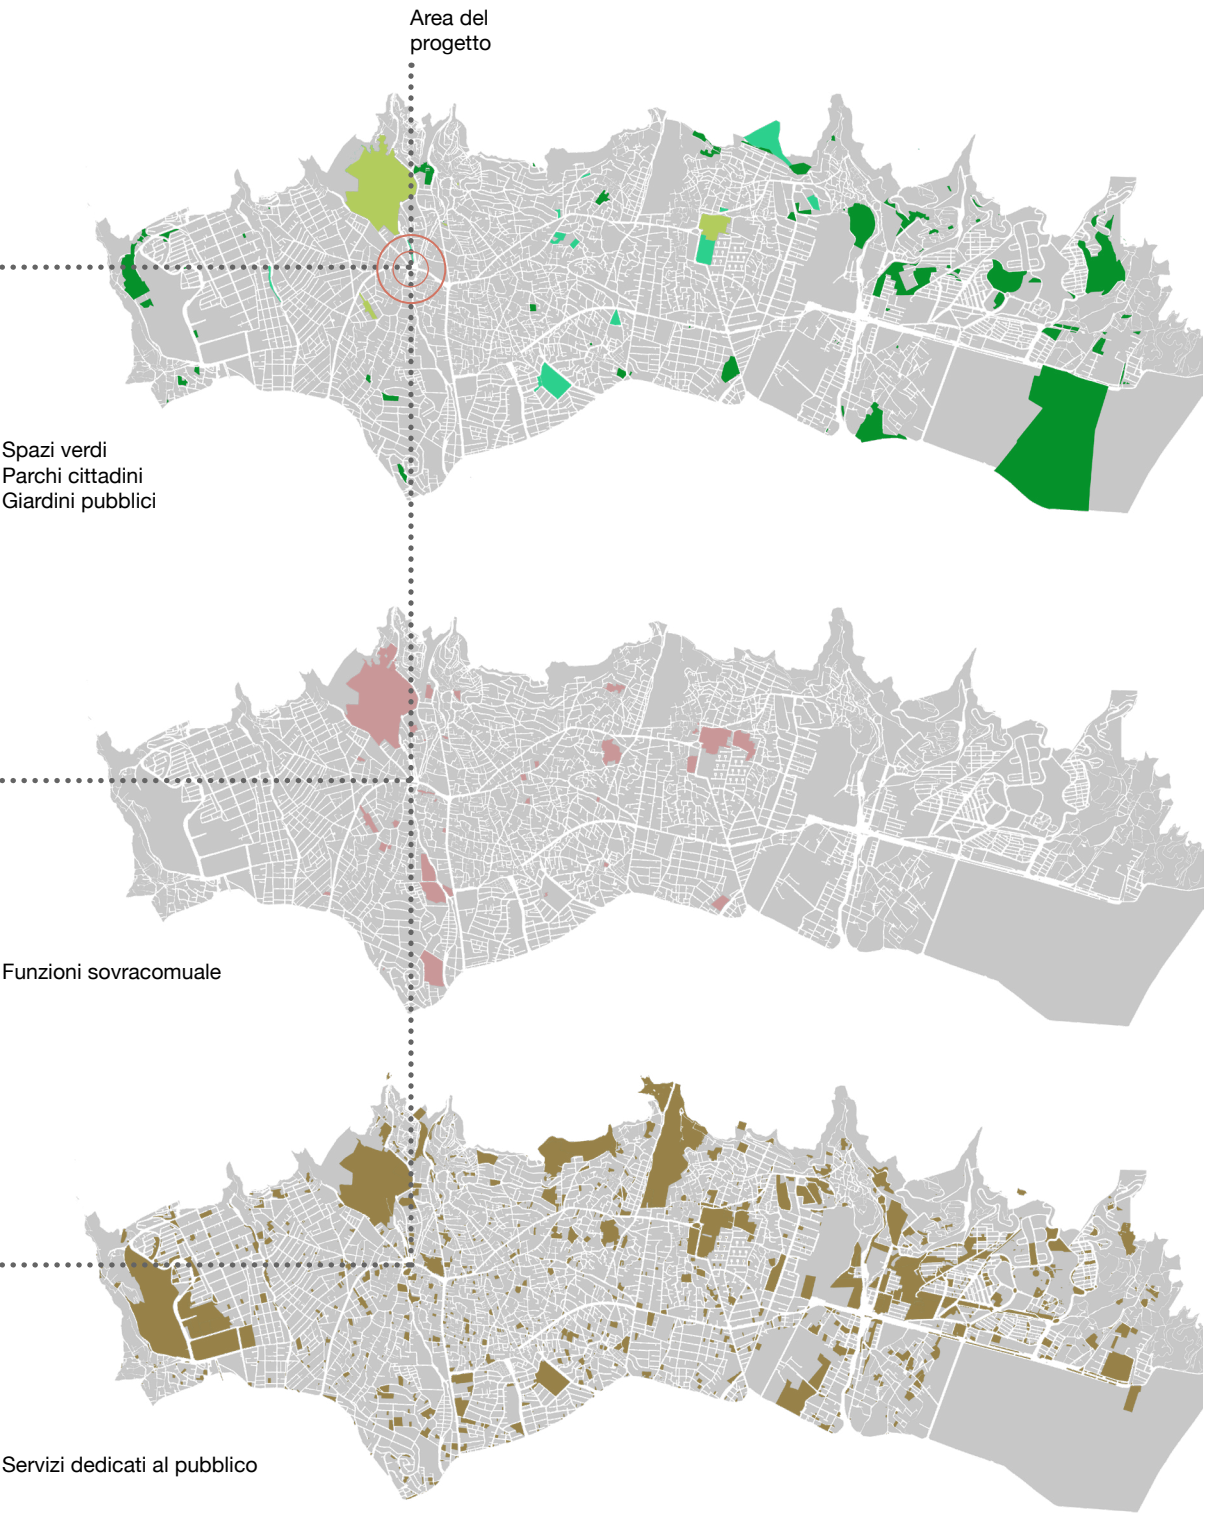 Area del
progetto
Spazi verdi
Parchi cittadini
Giardini pubblici
Funzioni sovracomuale
Servizi dedicati al pubblico